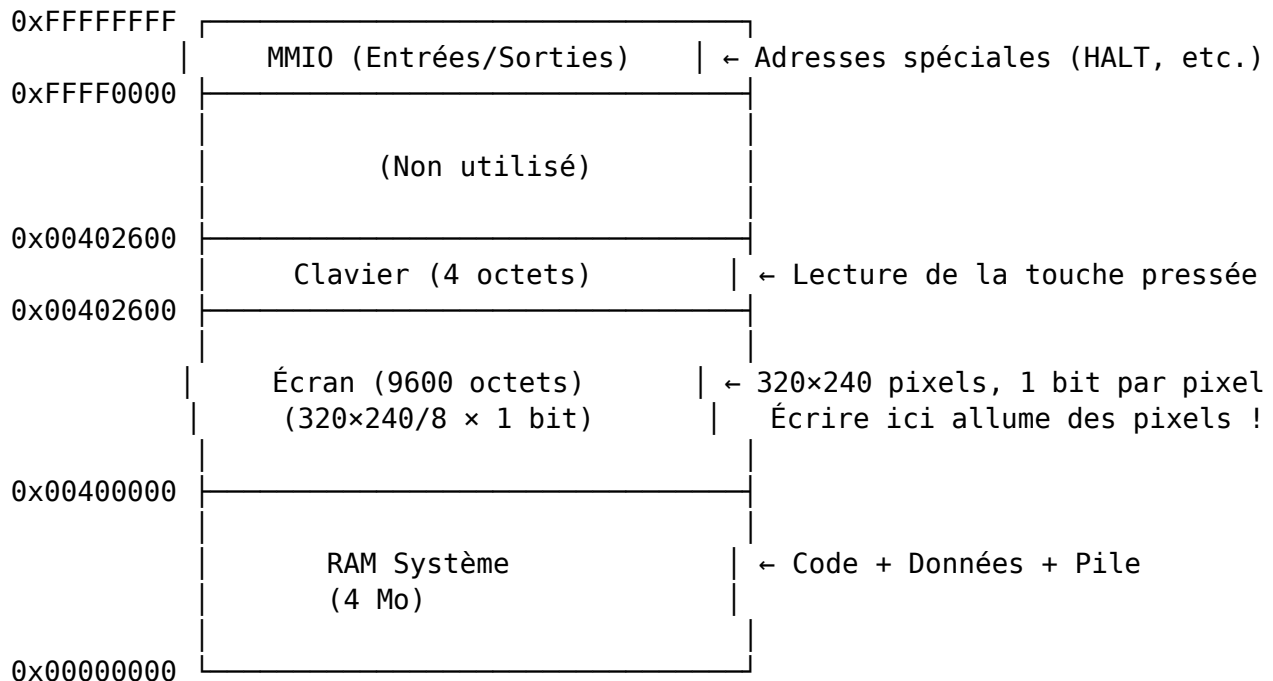 0xFFFFFFFF
MMIO (Entrées/Sorties) ← Adresses spéciales (HALT, etc.)
0xFFFF0000
(Non utilisé)
0x00402600
Clavier (4 octets) ← Lecture de la touche pressée
0x00402600
Écran (9600 octets) ← 320×240 pixels, 1 bit par pixel
(320×240/8 × 1 bit) Écrire ici allume des pixels !
0x00400000
RAM Système ← Code + Données + Pile
(4 Mo)
0x00000000